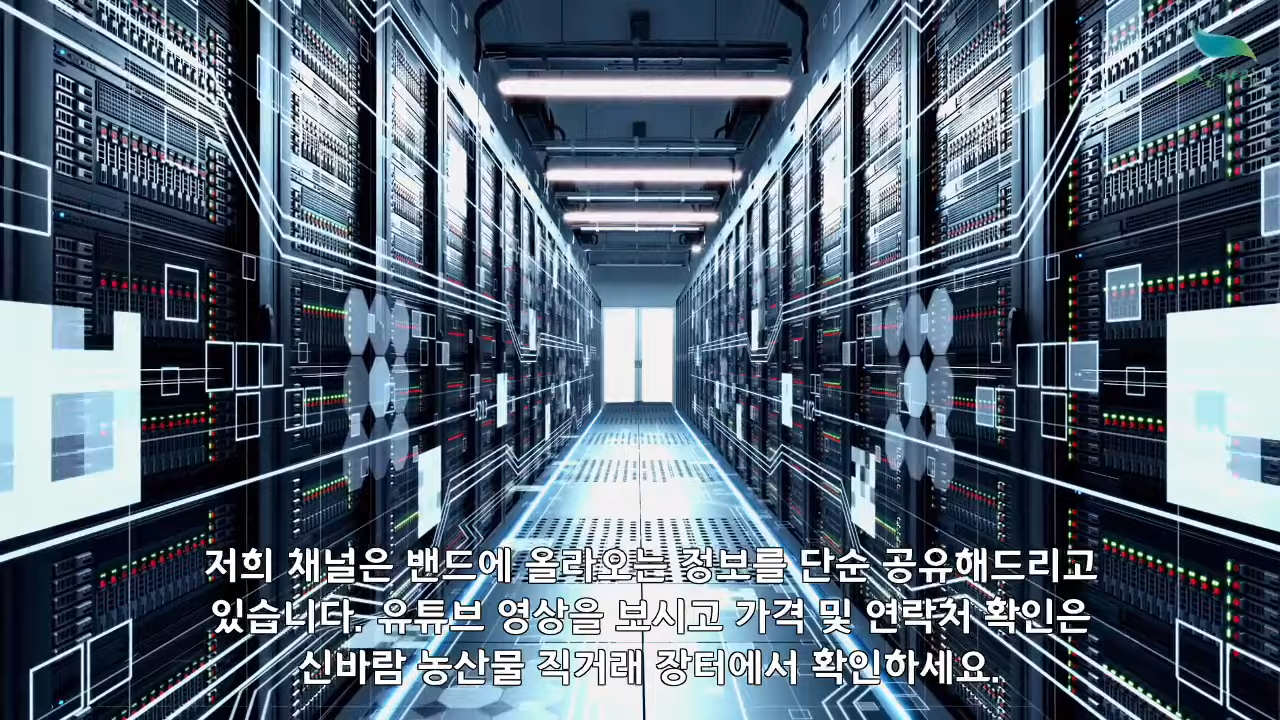 저희 채널은 밴드에 올라오는 정보를 단순 공유해드리고
있습니다. 유튜브 영상을 보시고 가격 및 연락처 확인은
신바람 농산물 직거래 장터에서 확인하세요.